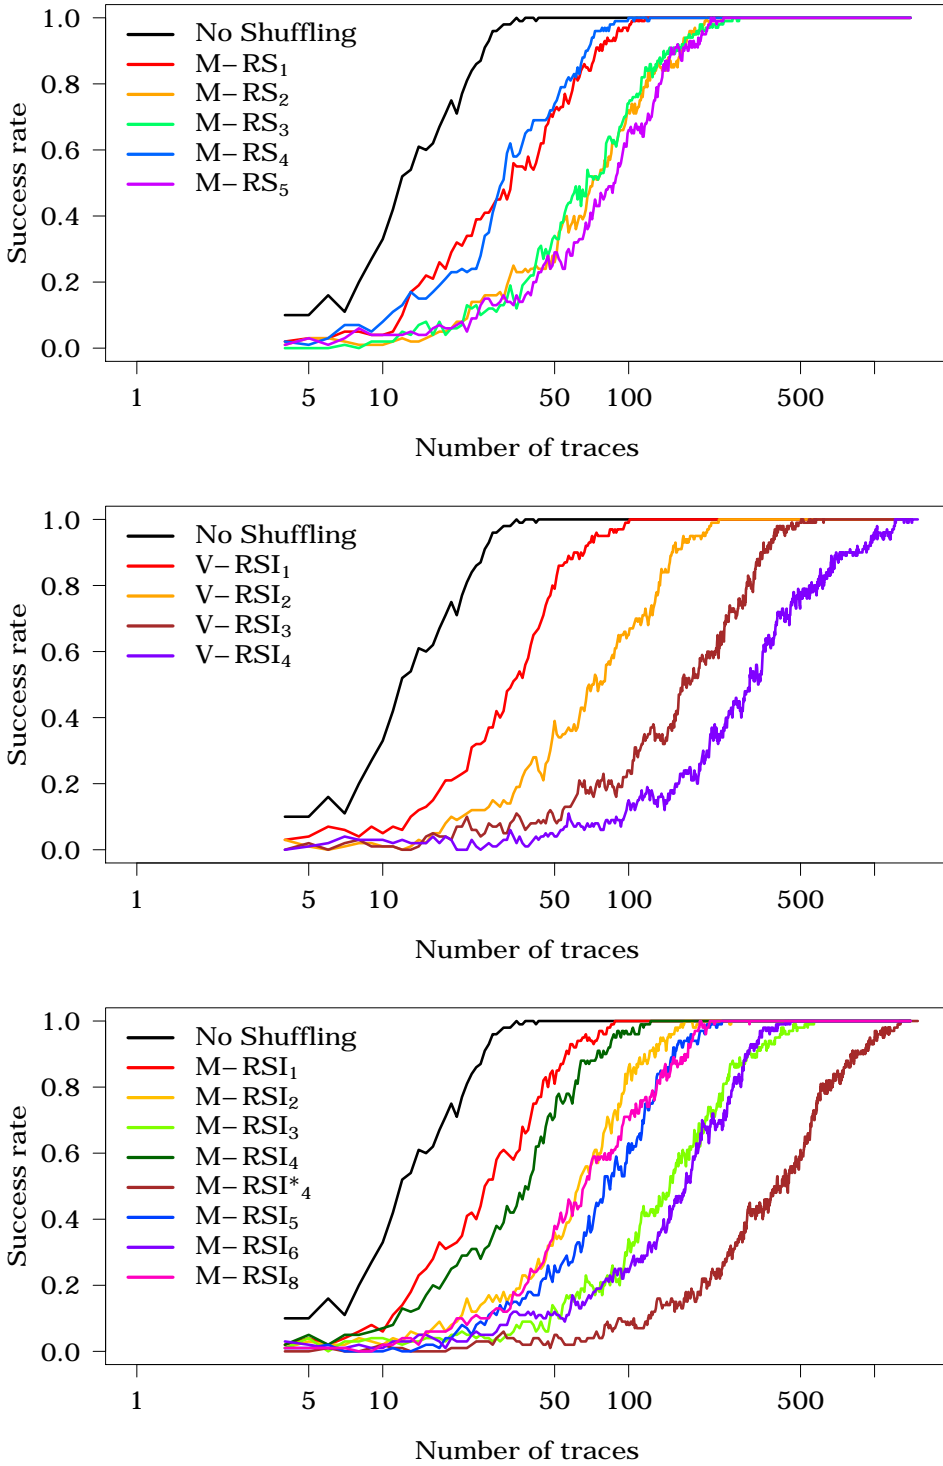 1.0
0.8
0.6
0.4
0.2
0.0
Success rate
No Shuffling
M−RS₁
M−RS₂
M−RS₃
M−RS₄
M−RS₅
1 5 10 50 100 500
Number of traces
1.0
0.8
0.6
0.4
0.2
0.0
Success rate
No Shuffling
V−RSI₁
V−RSI₂
V−RSI₃
V−RSI₄
1 5 10 50 100 500
Number of traces
1.0
0.8
0.6
0.4
0.2
0.0
Success rate
No Shuffling
M−RSI₁
M−RSI₂
M−RSI₃
M−RSI₄
M−RSI*₄
M−RSI₅
M−RSI₆
M−RSI₈
1 5 10 50 100 500
Number of traces